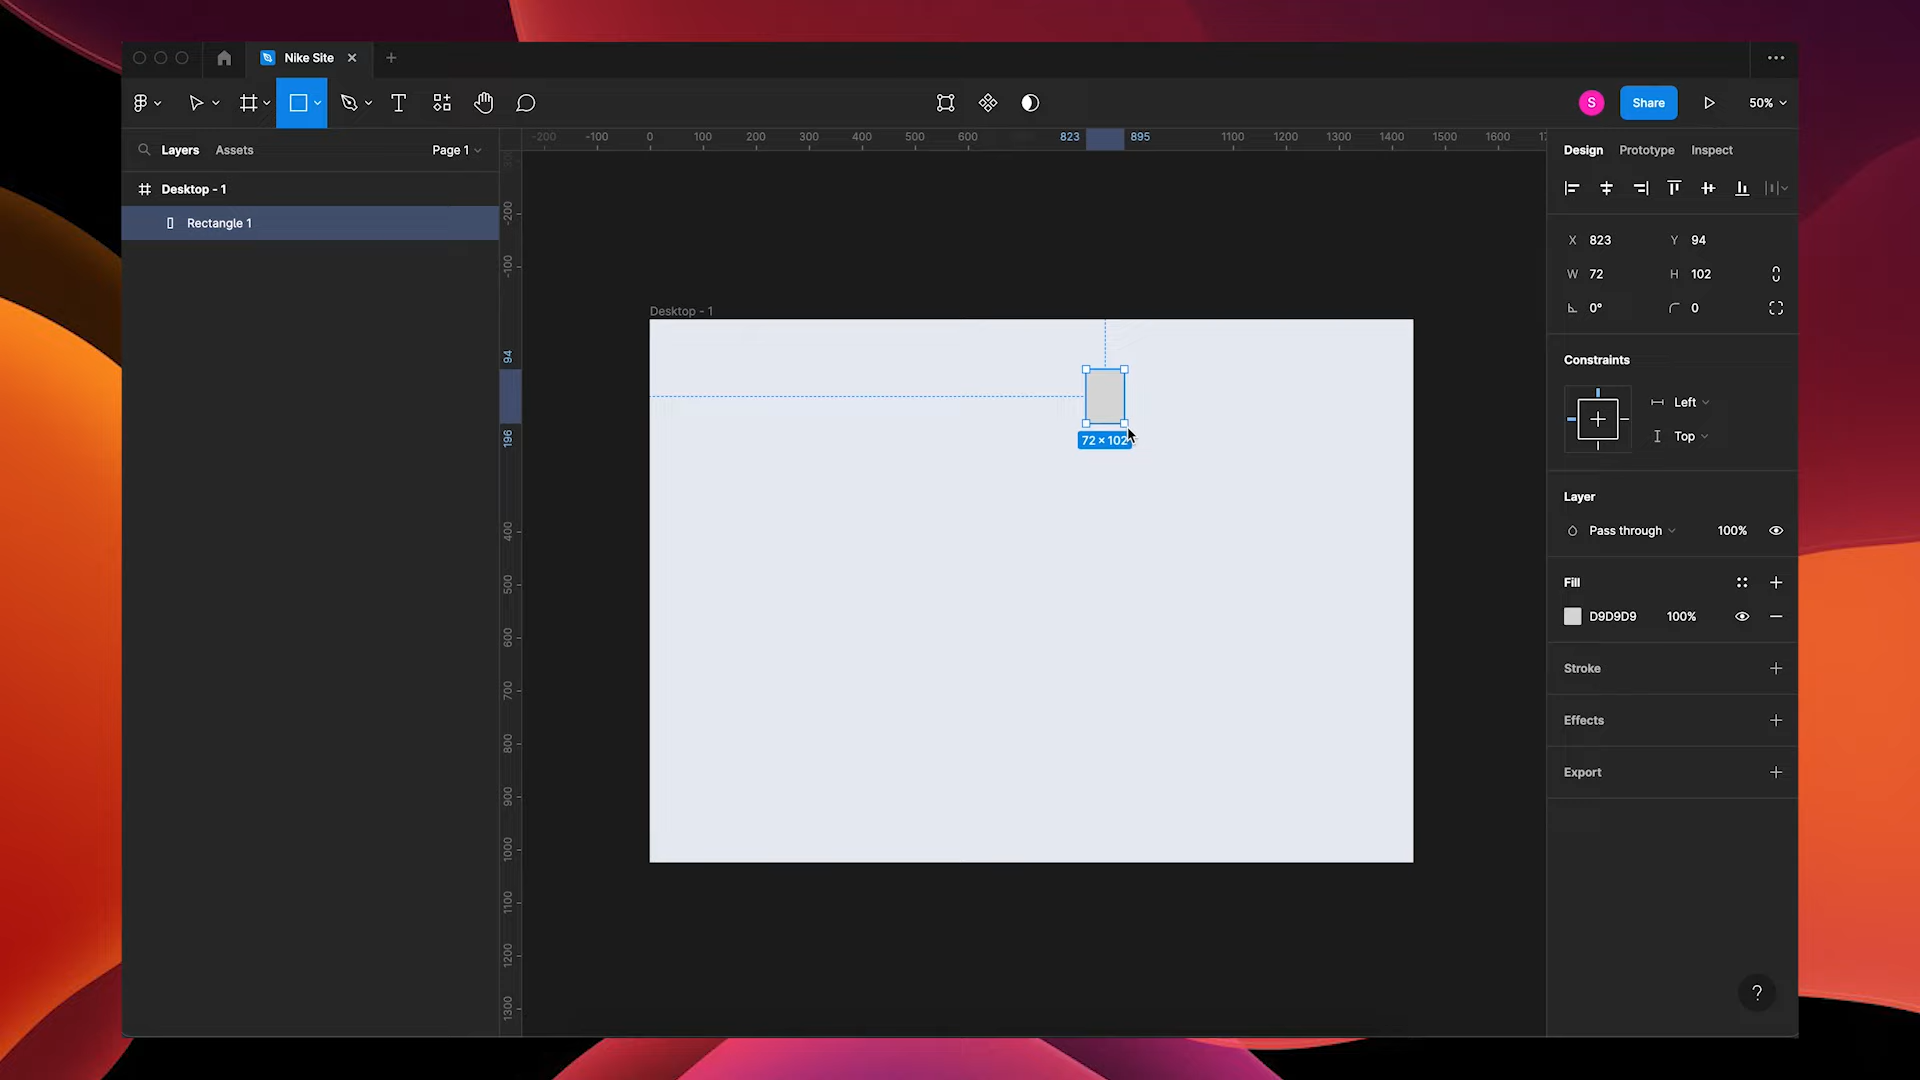 Nike Site
S
Share
50%
Layers
Assets
Page 1
-200 -100 0 100 200 300 400 500 600 823 895 1100 1200 1300 1400 1500 1600
Design
Prototype
Inspect
Desktop - 1
Rectangle 1
-200
-100
94
196
400
500
600
700
800
900
1000
1100
1200
1300
Desktop - 1
72 × 102
X 823
Y 94
W 72
H 102
0°
0
Constraints
Left
Top
Layer
Pass through
100%
Fill
D9D9D9
100%
Stroke
Effects
Export
?